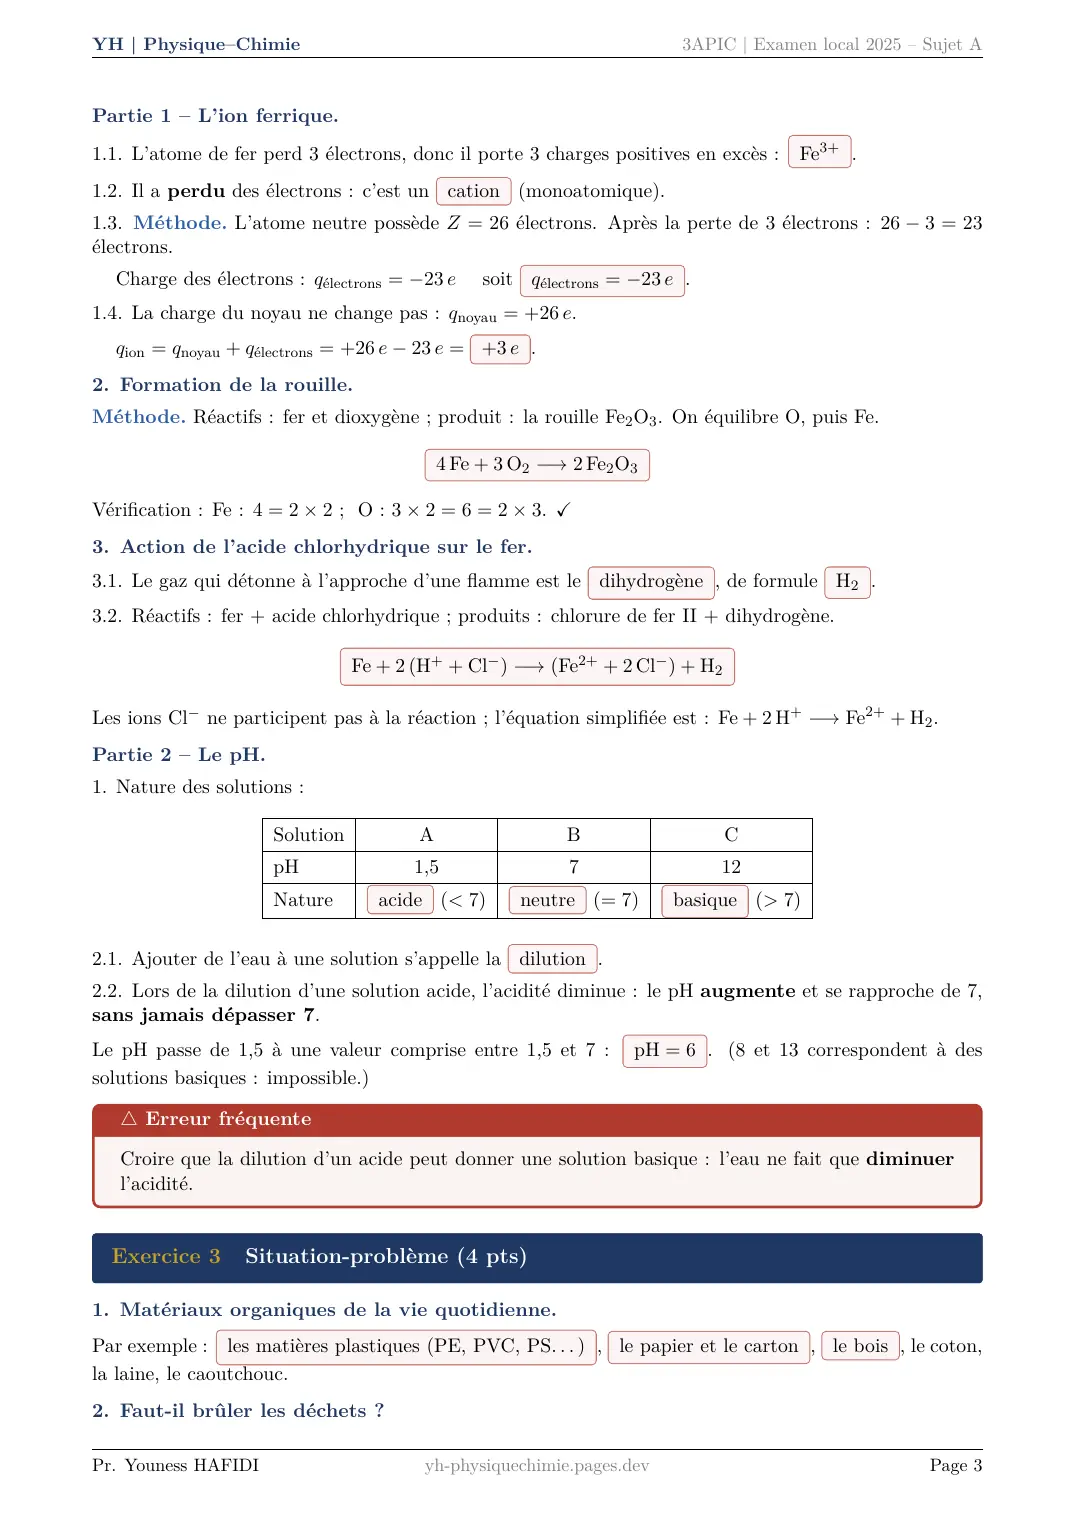 YH | Physique–Chimie 3APIC | Examen local 2025 – Sujet A
Partie 1 – L'ion ferrique.
1.1. L'atome de fer perd 3 électrons, donc il porte 3 charges positives en excès : Fe³⁺.
1.2. Il a perdu des électrons : c'est un cation (monoatomique).
1.3. Méthode. L'atome neutre possède Z = 26 électrons. Après la perte de 3 électrons : 26 − 3 = 23
électrons.
Charge des électrons : q_électrons = −23 e soit q_électrons = −23 e.
1.4. La charge du noyau ne change pas : q_noyau = +26 e.
q_ion = q_noyau + q_électrons = +26 e − 23 e = +3 e.
2. Formation de la rouille.
Méthode. Réactifs : fer et dioxygène ; produit : la rouille Fe₂O₃. On équilibre O, puis Fe.
4 Fe + 3 O₂ ⟶ 2 Fe₂O₃
Vérification : Fe : 4 = 2 × 2 ; O : 3 × 2 = 6 = 2 × 3. ✓
3. Action de l'acide chlorhydrique sur le fer.
3.1. Le gaz qui détonne à l'approche d'une flamme est le dihydrogène, de formule H₂.
3.2. Réactifs : fer + acide chlorhydrique ; produits : chlorure de fer II + dihydrogène.
Fe + 2 (H⁺ + Cl⁻) ⟶ (Fe²⁺ + 2 Cl⁻) + H₂
Les ions Cl⁻ ne participent pas à la réaction ; l'équation simplifiée est : Fe + 2 H⁺ ⟶ Fe²⁺ + H₂.
Partie 2 – Le pH.
1. Nature des solutions :
Solution A B C
pH 1,5 7 12
Nature acide (< 7) neutre (= 7) basique (> 7)
2.1. Ajouter de l'eau à une solution s'appelle la dilution.
2.2. Lors de la dilution d'une solution acide, l'acidité diminue : le pH augmente et se rapproche de 7,
sans jamais dépasser 7.
Le pH passe de 1,5 à une valeur comprise entre 1,5 et 7 : pH = 6. (8 et 13 correspondent à des
solutions basiques : impossible.)
△ Erreur fréquente
Croire que la dilution d'un acide peut donner une solution basique : l'eau ne fait que diminuer
l'acidité.
Exercice 3 Situation-problème (4 pts)
1. Matériaux organiques de la vie quotidienne.
Par exemple : les matières plastiques (PE, PVC, PS...), le papier et le carton, le bois, le coton,
la laine, le caoutchouc.
2. Faut-il brûler les déchets ?
Pr. Youness HAFIDI yh-physiquechimie.pages.dev Page 3